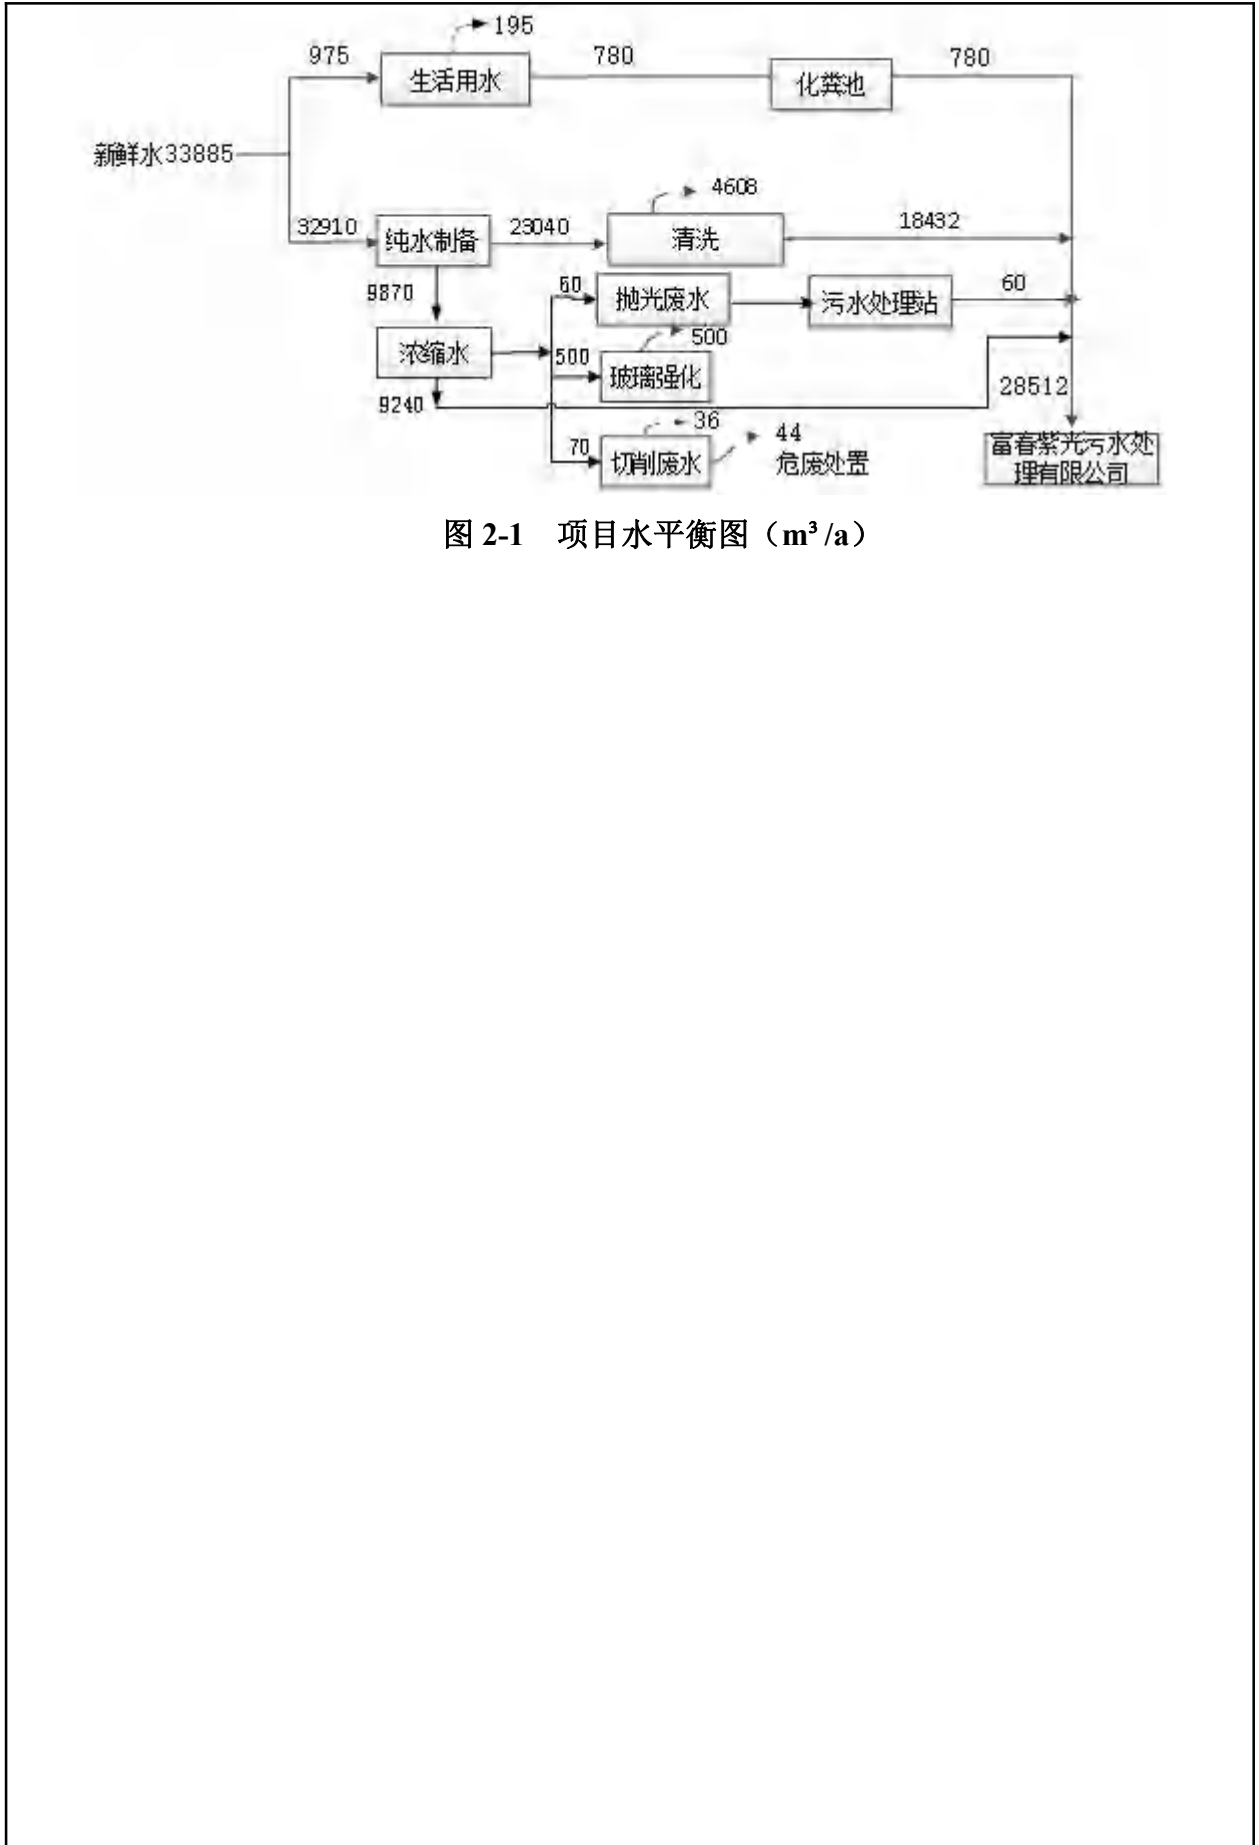 195
975
生活用水
780
化粪池
780
新鲜水33885
32910
纯水制备
23040
4608
清洗
18432
9870
60
抛光废水
污水处理站
60
浓缩水
500
500
玻璃强化
9240
28512
36
70
切削废水
44
危废处置
富春紫光污水处
理有限公司
图 2-1 项目水平衡图（m³/a）